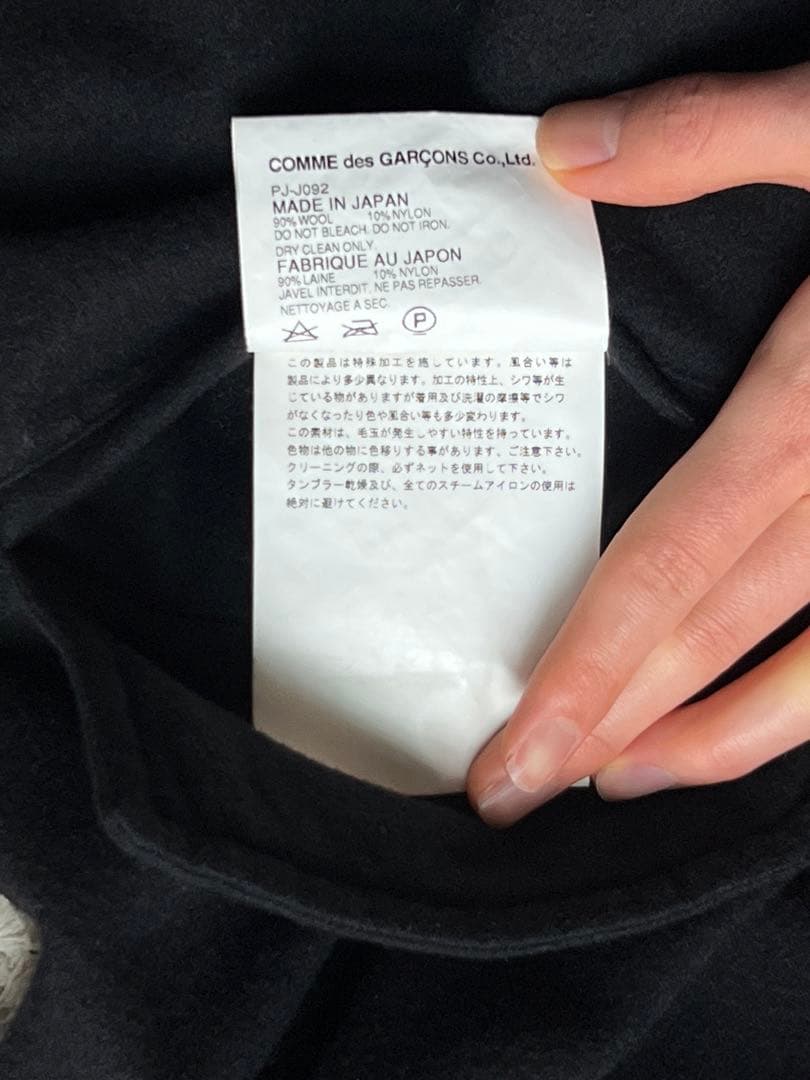 COMME des GARÇONS Co.,Ltd.
PJ-J092
MADE IN JAPAN
90% WOOL 10% NYLON
DO NOT BLEACH. DO NOT IRON.
DRY CLEAN ONLY.
FABRIQUE AU JAPON
90% LAINE 10% NYLON
JAVEL INTERDIT. NE PAS REPASSER.
NETTOYAGE A SEC.
P
この製品は特殊加工を施しています。風合い等は
製品により多少異なります。加工の特性上、シワ等が生
じている物がありますが着用及び洗濯の摩擦等でシワ
がなくなったり色や風合い等も多少変わります。
この素材は、毛玉が発生しやすい特性を持っています。
色物は他の物に色移りする事があります。ご注意下さい。
クリーニングの際、必ずネットを使用して下さい。
タンブラー乾燥及び、全てのスチームアイロンの使用は
絶対に避けてください。